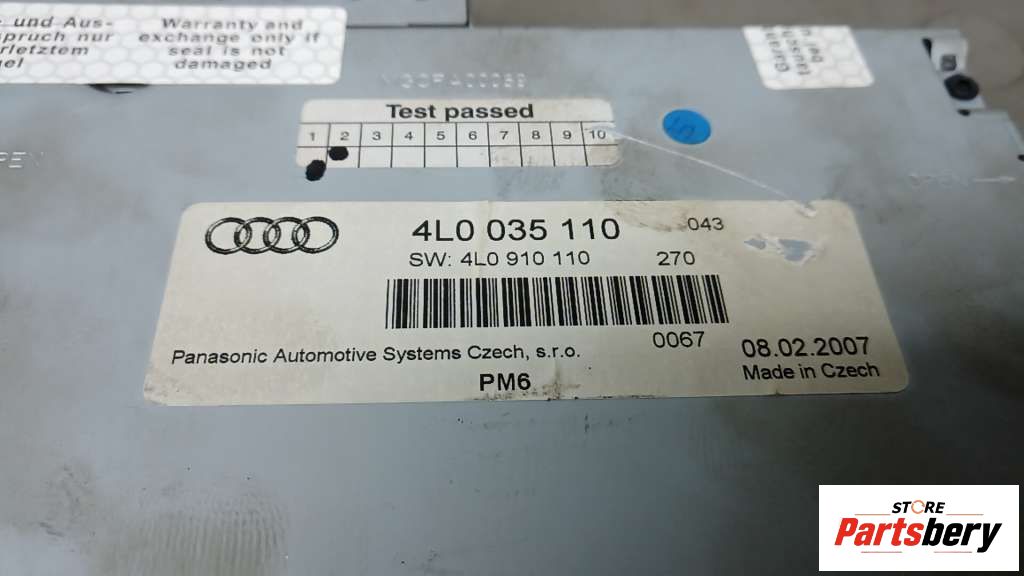 und Aus-
spruch nur
rletztem
gel
Warranty and
exchange only if
seal is not
damaged
Test passed
1 2 3 4 5 6 7 8 9 10
4L0 035 110 043
SW: 4L0 910 110 270
0067
Panasonic Automotive Systems Czech, s.r.o.
08.02.2007
PM6
Made in Czech
STORE
Partsbery